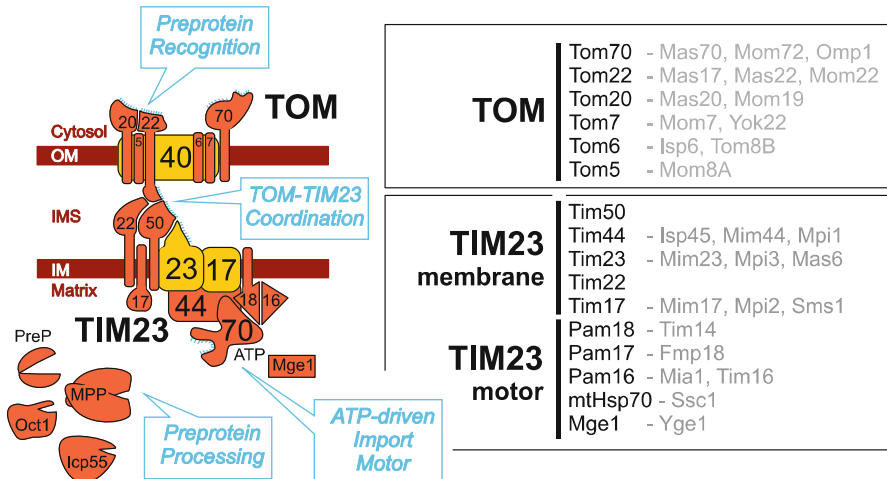 Preprotein
Recognition
TOM
20 22 70
Cytosol
OM
5 40 6 7
IMS
TOM-TIM23
Coordination
22 50
IM
23 17
Matrix
17 44 18 16
TIM23
70
ATP
Mge1
PreP
MPP
Oct1
Icp55
Preprotein
Processing
ATP-driven
Import
Motor
TOM
Tom70 - Mas70, Mom72, Omp1
Tom22 - Mas17, Mas22, Mom22
Tom20 - Mas20, Mom19
Tom7 - Mom7, Yok22
Tom6 - Isp6, Tom8B
Tom5 - Mom8A
TIM23
membrane
Tim50
Tim44 - Isp45, Mim44, Mpi1
Tim23 - Mim23, Mpi3, Mas6
Tim22
Tim17 - Mim17, Mpi2, Sms1
TIM23
motor
Pam18 - Tim14
Pam17 - Fmp18
Pam16 - Mia1, Tim16
mtHsp70 - Ssc1
Mge1 - Yge1